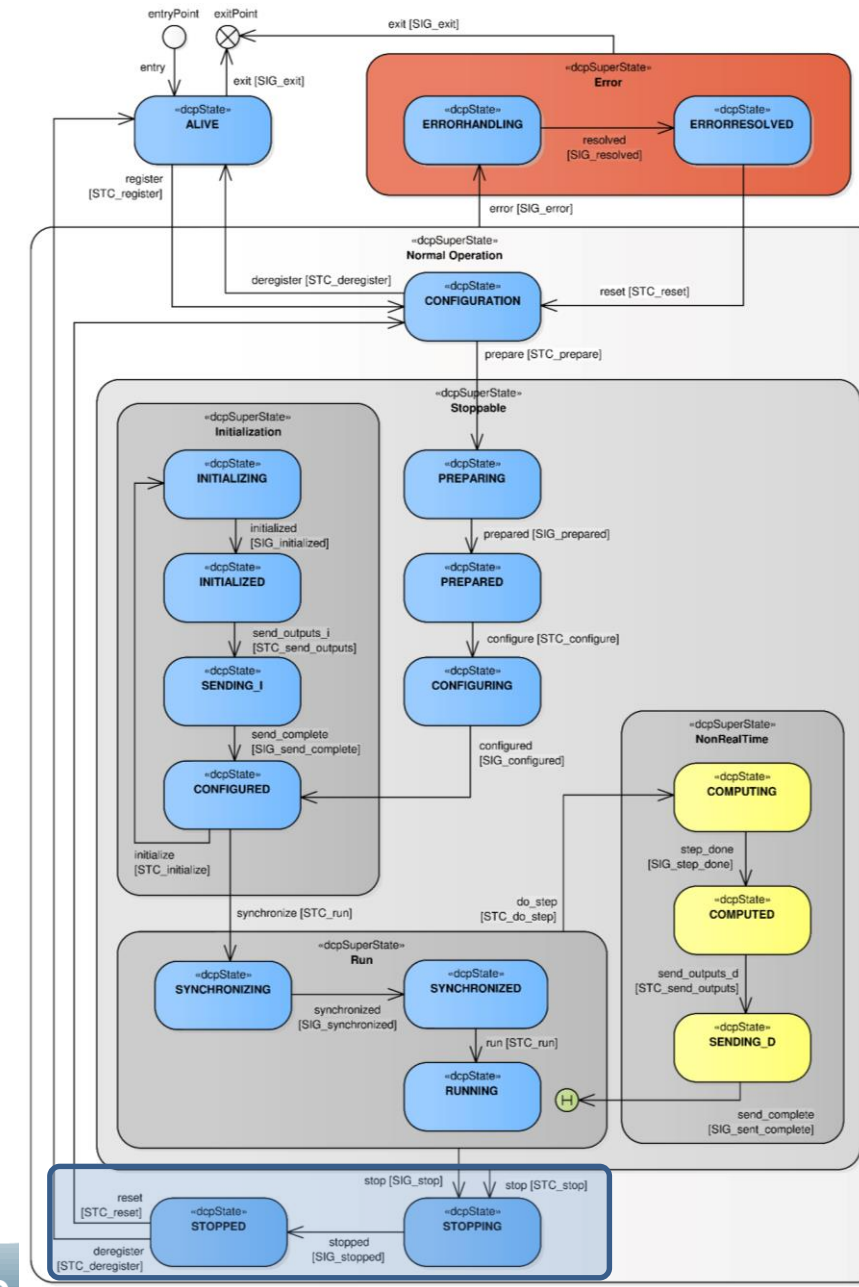 entryPoint
exitPoint
exit [SIG_exit]
entry
exit [SIG_exit]
«dcpState»
ALIVE
«dcpSuperState»
Error
«dcpState»
ERRORHANDLING
resolved
[SIG_resolved]
«dcpState»
ERRORRESOLVED
register
[STC_register]
error [SIG_error]
«dcpSuperState»
Normal Operation
deregister [STC_deregister]
«dcpState»
CONFIGURATION
reset [STC_reset]
prepare [STC_prepare]
«dcpSuperState»
Stoppable
«dcpSuperState»
Initialization
«dcpState»
INITIALIZING
initialized
[SIG_initialized]
«dcpState»
INITIALIZED
send_outputs_i
[STC_send_outputs]
«dcpState»
SENDING_I
send_complete
[SIG_send_complete]
«dcpState»
CONFIGURED
initialize
[STC_initialize]
«dcpState»
PREPARING
prepared [SIG_prepared]
«dcpState»
PREPARED
configure [STC_configure]
«dcpState»
CONFIGURING
configured
[SIG_configured]
«dcpSuperState»
NonRealTime
«dcpState»
COMPUTING
step_done
[SIG_step_done]
«dcpState»
COMPUTED
send_outputs_d
[STC_send_outputs]
«dcpState»
SENDING_D
send_complete
[SIG_sent_complete]
do_step
[STC_do_step]
synchronize [STC_run]
«dcpSuperState»
Run
«dcpState»
SYNCHRONIZING
synchronized
[SIG_synchronized]
«dcpState»
SYNCHRONIZED
run [STC_run]
«dcpState»
RUNNING
H
stop [SIG_stop]
stop [STC_stop]
reset
[STC_reset]
«dcpState»
STOPPED
stopped
[SIG_stopped]
«dcpState»
STOPPING
deregister
[STC_deregister]